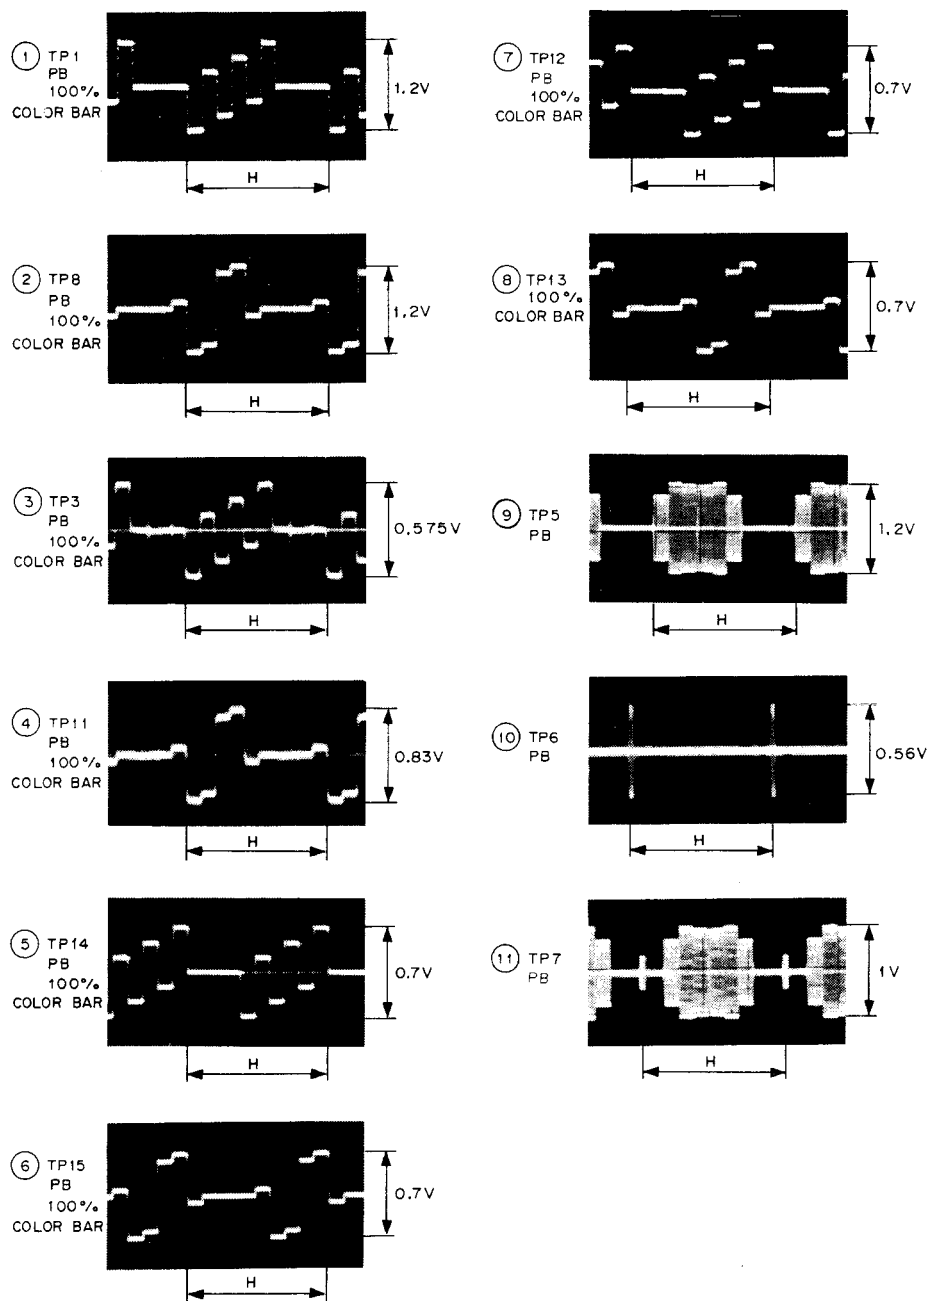 1 TP1
PB
100%
COLOR BAR
1.2V
H
2 TP8
PB
100%
COLOR BAR
1.2V
H
3 TP3
PB
100%
COLOR BAR
0.575V
H
4 TP11
PB
100%
COLOR BAR
0.83V
H
5 TP14
PB
100%
COLOR BAR
0.7V
H
6 TP15
PB
100%
COLOR BAR
0.7V
H
7 TP12
PB
100%
COLOR BAR
0.7V
H
8 TP13
100%
COLOR BAR
0.7V
H
9 TP5
PB
1.2V
H
10 TP6
PB
0.56V
H
11 TP7
PB
1V
H